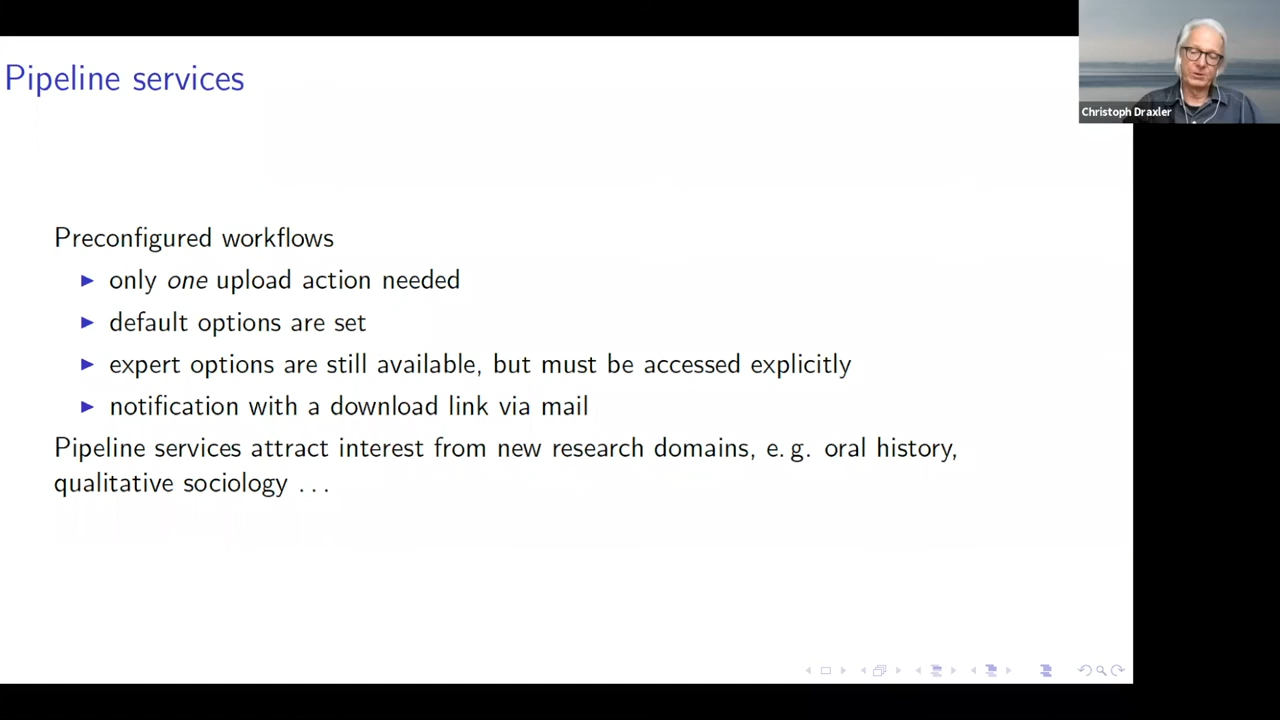 Pipeline services
Christoph Draxler
Preconfigured workflows
only one upload action needed
default options are set
expert options are still available, but must be accessed explicitly
notification with a download link via mail
Pipeline services attract interest from new research domains, e. g. oral history,
qualitative sociology . . .